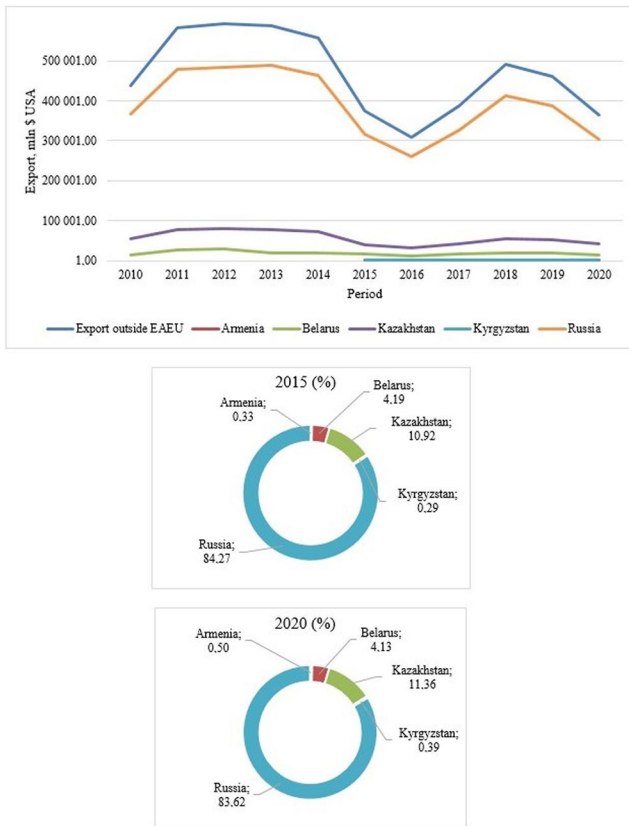 500 001.00
400 001.00
300 001.00
100 001.00
1.00
Export, mln $ USA
2010 2011 2012 2013 2014 2015 2016 2017 2018 2019 2020
Period
Export outside EAEU Armenia Belarus Kazakhstan Kyrgyzstan Russia
2015 (%)
Armenia;
0.33
Belarus;
4.19
Kazakhstan;
10.92
Kyrgyzstan;
0.29
Russia;
84.27
2020 (%)
Armenia;
0.50
Belarus;
4.13
Kazakhstan;
11.36
Kyrgyzstan;
0.39
Russia;
83.62